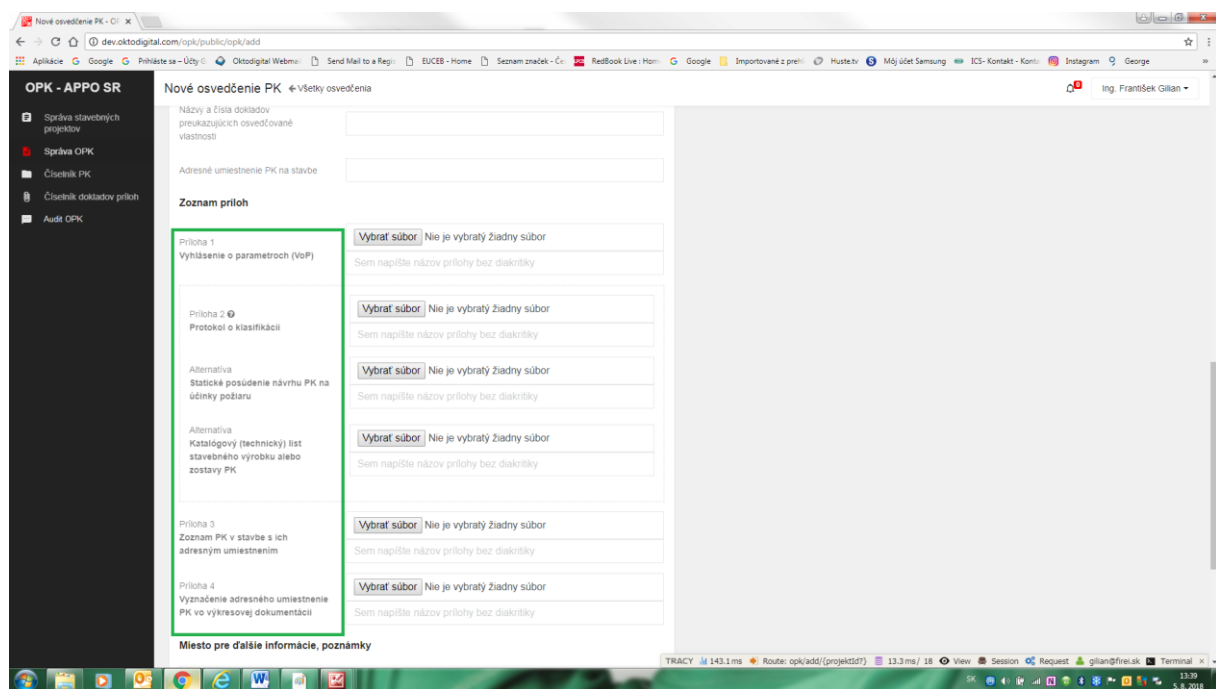 Nové osvedčenie PK - OP
dev.oktodigital.com/opk/public/opk/add
Aplikácie Google Prihláste sa – Účty G Oktodigital Webmai Send Mail to a Regis EUCEB - Home Seznam značek - Če RedBook Live : Hom Google Importované z prehl Huste.tv Môj účet Samsung ICS- Kontakt - Konta Instagram George »
OPK - APPO SR
Nové osvedčenie PK ←Všetky osvedčenia
Ing. František Gilian
Správa stavebných
projektov
Správa OPK
Číselník PK
Číselník dokladov príloh
Audit OPK
Názvy a čísla dokladov
preukazujúcich osvedčované
vlastnosti
Adresné umiestnenie PK na stavbe
Zoznam príloh
Príloha 1
Vyhlásenie o parametroch (VoP)
Vybrať súbor Nie je vybratý žiadny súbor
Sem napíšte názov prílohy bez diakritiky
Príloha 2
Protokol o klasifikácii
Vybrať súbor Nie je vybratý žiadny súbor
Sem napíšte názov prílohy bez diakritiky
Alternatíva
Statické posúdenie návrhu PK na
účinky požiaru
Vybrať súbor Nie je vybratý žiadny súbor
Sem napíšte názov prílohy bez diakritiky
Alternatíva
Katalógový (technický) list
stavebného výrobku alebo
zostavy PK
Vybrať súbor Nie je vybratý žiadny súbor
Sem napíšte názov prílohy bez diakritiky
Príloha 3
Zoznam PK v stavbe s ich
adresným umiestnením
Vybrať súbor Nie je vybratý žiadny súbor
Sem napíšte názov prílohy bez diakritiky
Príloha 4
Vyznačenie adresného umiestnenie
PK vo výkresovej dokumentácii
Vybrať súbor Nie je vybratý žiadny súbor
Sem napíšte názov prílohy bez diakritiky
Miesto pre ďalšie informácie, poznámky
TRACY 143.1 ms Route: opk/add/{projektId?} 13.3 ms / 18 View Session Request gilian@firei.sk Terminal ×
SK
13:39
5. 8. 2018